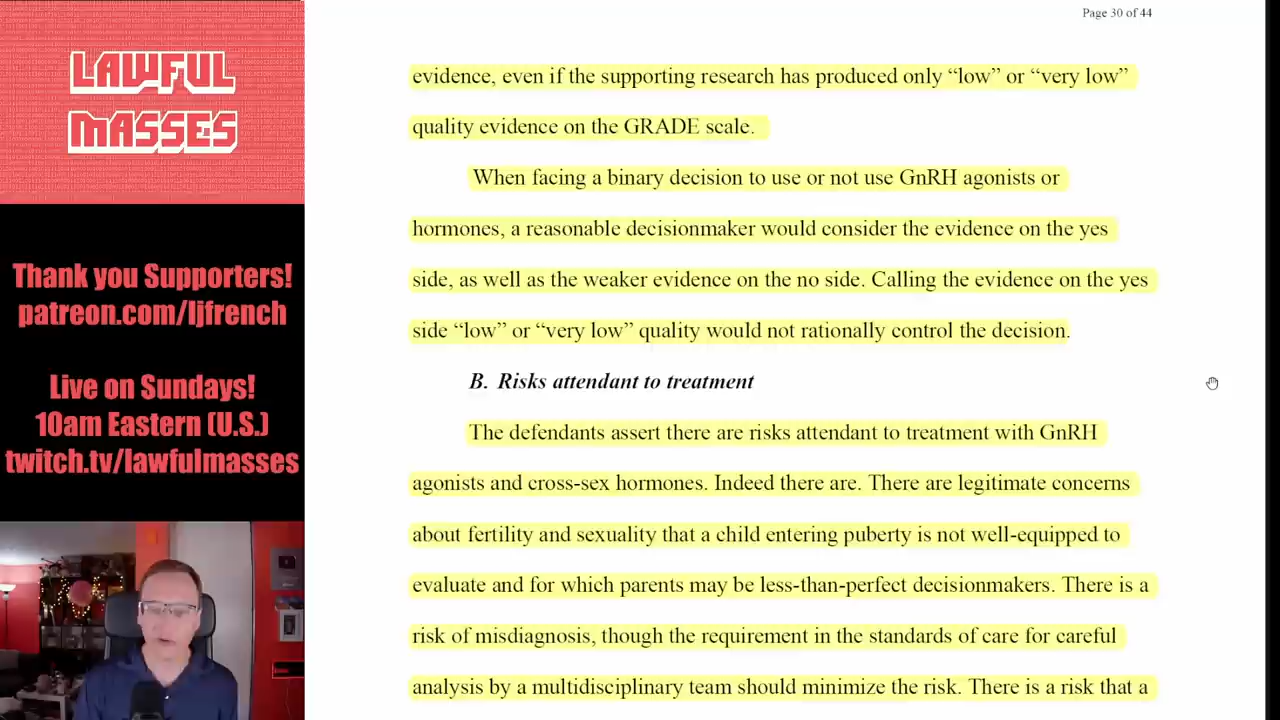 LAWFUL
MASSES
Thank you Supporters!
patreon.com/ljfrench
Live on Sundays!
10am Eastern (U.S.)
twitch.tv/lawfulmasses
Page 30 of 44
evidence, even if the supporting research has produced only “low” or “very low”
quality evidence on the GRADE scale.
When facing a binary decision to use or not use GnRH agonists or
hormones, a reasonable decisionmaker would consider the evidence on the yes
side, as well as the weaker evidence on the no side. Calling the evidence on the yes
side “low” or “very low” quality would not rationally control the decision.
B. Risks attendant to treatment
The defendants assert there are risks attendant to treatment with GnRH
agonists and cross-sex hormones. Indeed there are. There are legitimate concerns
about fertility and sexuality that a child entering puberty is not well-equipped to
evaluate and for which parents may be less-than-perfect decisionmakers. There is a
risk of misdiagnosis, though the requirement in the standards of care for careful
analysis by a multidisciplinary team should minimize the risk. There is a risk that a